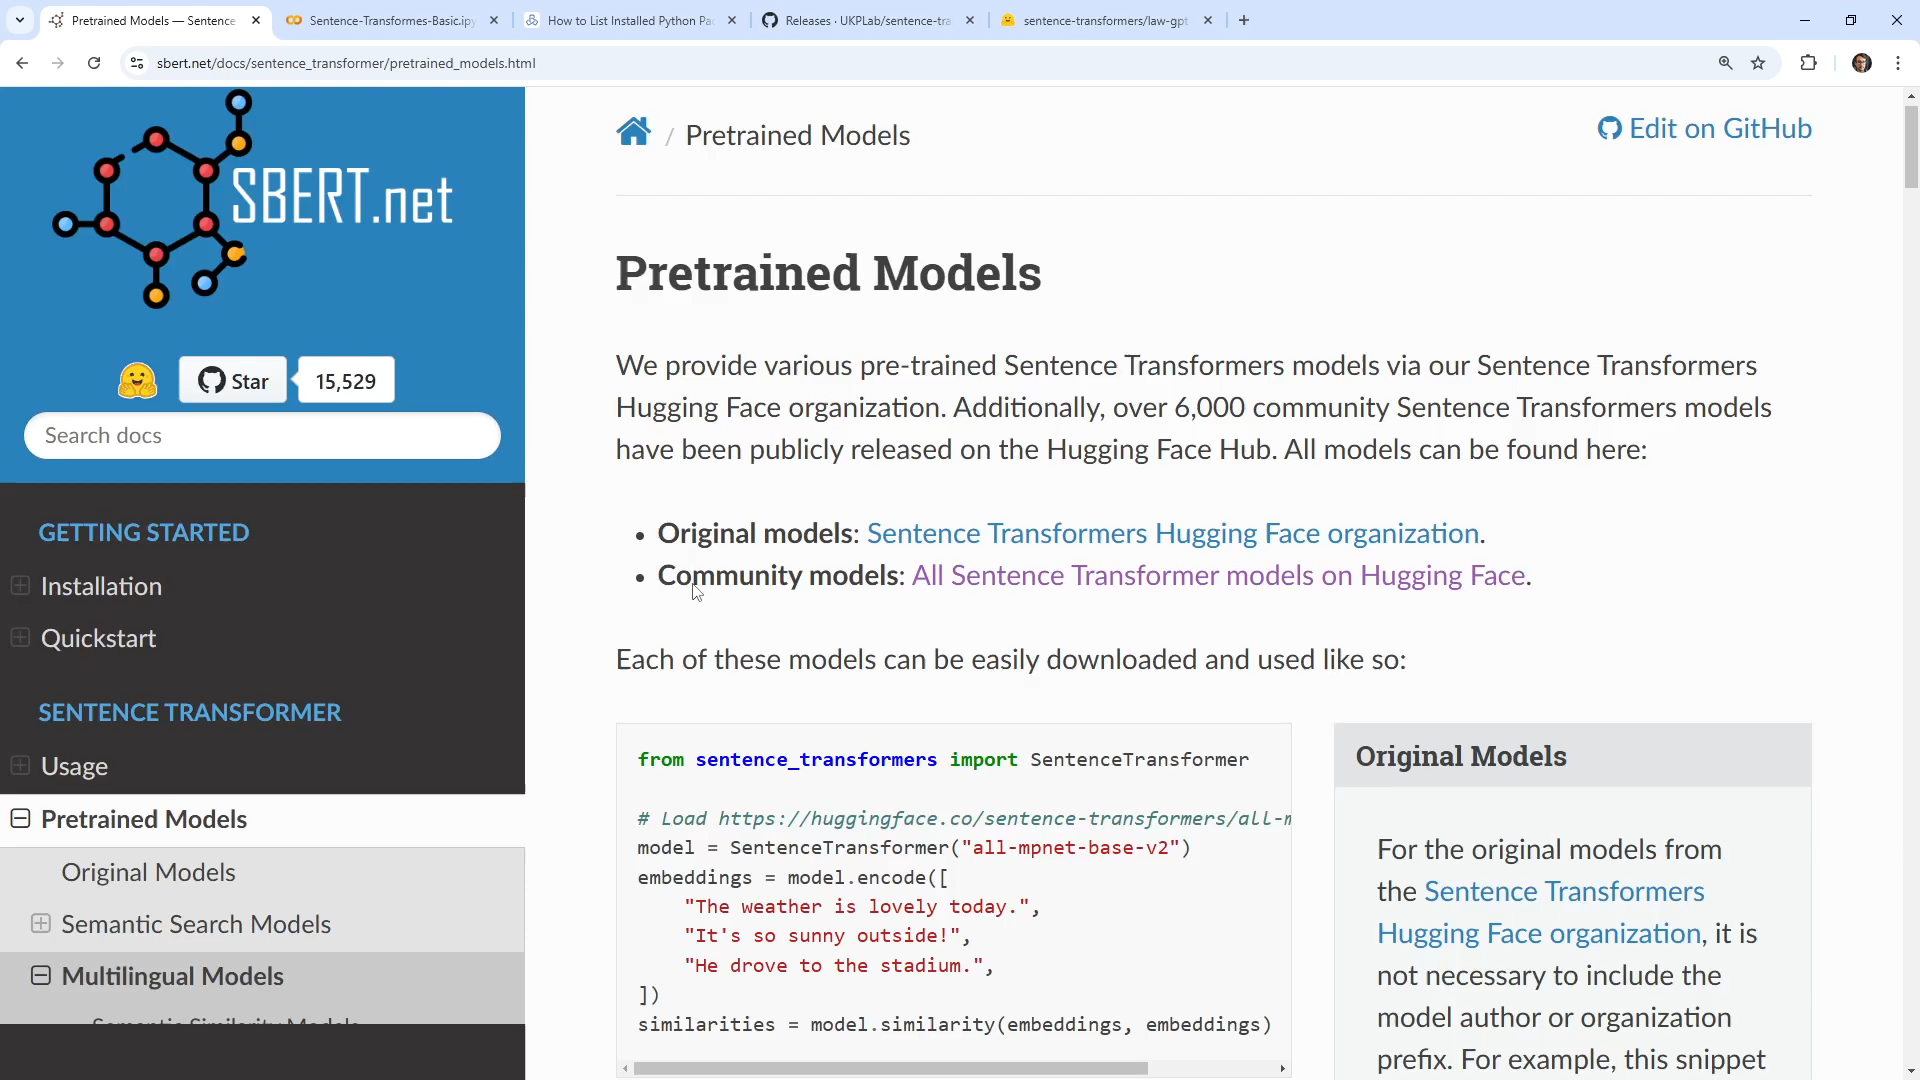 Pretrained Models — Sentence
Sentence-Transformes-Basic.ipy
How to List Installed Python Pa
Releases · UKPLab/sentence-tra
sentence-transformers/law-gpt
sbert.net/docs/sentence_transformer/pretrained_models.html
SBERT.net
Star
15,529
Search docs
GETTING STARTED
Installation
Quickstart
SENTENCE TRANSFORMER
Usage
Pretrained Models
Original Models
Semantic Search Models
Multilingual Models
Semantic Similarity Models
/ Pretrained Models
Edit on GitHub
Pretrained Models
We provide various pre-trained Sentence Transformers models via our Sentence Transformers
Hugging Face organization. Additionally, over 6,000 community Sentence Transformers models
have been publicly released on the Hugging Face Hub. All models can be found here:
• Original models: Sentence Transformers Hugging Face organization.
• Community models: All Sentence Transformer models on Hugging Face.
Each of these models can be easily downloaded and used like so:
from sentence_transformers import SentenceTransformer
# Load https://huggingface.co/sentence-transformers/all-m
model = SentenceTransformer("all-mpnet-base-v2")
embeddings = model.encode([
"The weather is lovely today.",
"It's so sunny outside!",
"He drove to the stadium.",
])
similarities = model.similarity(embeddings, embeddings)
Original Models
For the original models from
the Sentence Transformers
Hugging Face organization, it is
not necessary to include the
model author or organization
prefix. For example, this snippet